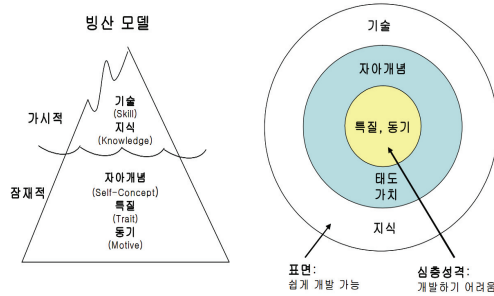 빙산 모델
가시적
기술
(Skill)
지식
(Knowledge)
잠재적
자아개념
(Self-Concept)
특질
(Trait)
동기
(Motive)
기술
자아개념
특질, 동기
태도
가치
지식
표면:
쉽게 개발 가능
심층성격:
개발하기 어려움